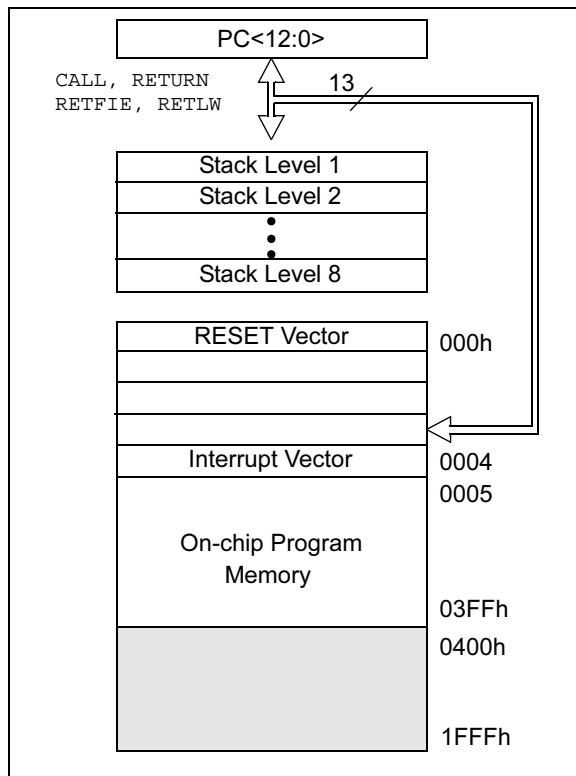 PC<12:0>
CALL, RETURN
RETFIE, RETLW
13
Stack Level 1
Stack Level 2
Stack Level 8
RESET Vector
000h
Interrupt Vector
0004
0005
On-chip Program
Memory
03FFh
0400h
1FFFh